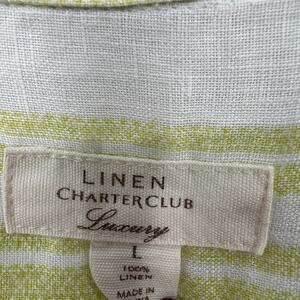 LINEN
CHARTER CLUB
Luxury
L
100%
LINEN
MADE IN